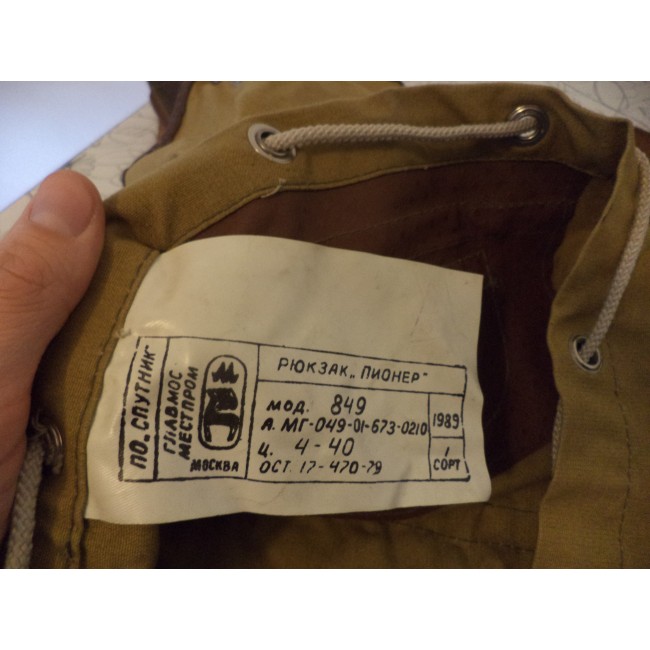 ПО „СПУТНИК"
ГЛАВМОС
МЕСТПРОМ
МОСКВА
РЮКЗАК „ПИОНЕР"
МОД. 849
А. МГ-049-01-673-0210
Ц. 4-40
ОСТ. 17-470-79
1989
1
СОРТ